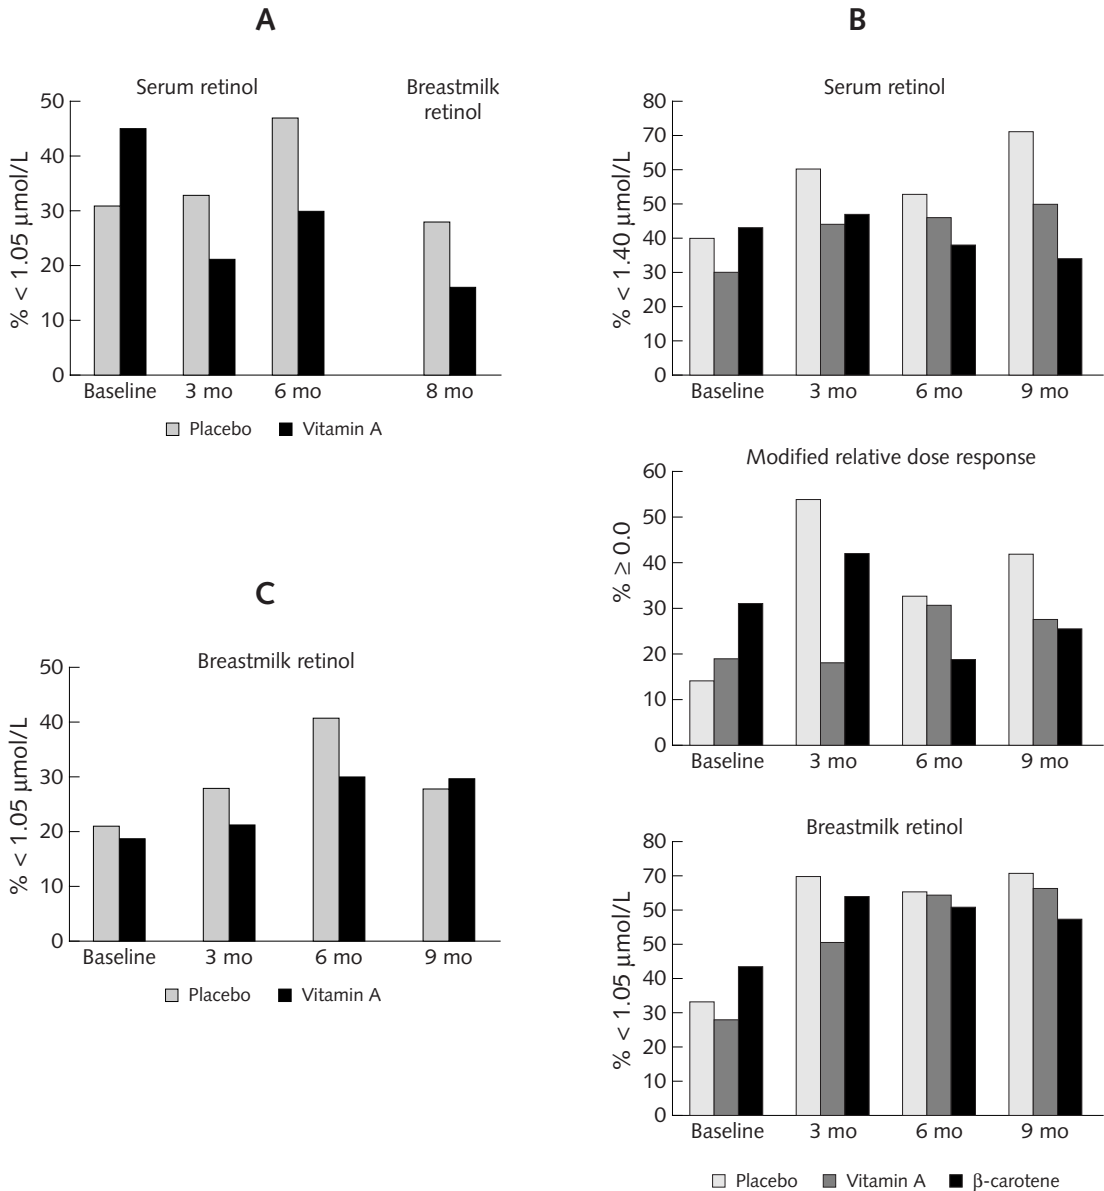 A
Serum retinol
Breastmilk
retinol
% < 1.05 µmol/L
50
40
30
20
10
0
Baseline
3 mo
6 mo
8 mo
Placebo
Vitamin A
B
Serum retinol
% < 1.40 µmol/L
80
70
60
50
40
30
20
10
0
Baseline
3 mo
6 mo
9 mo
Modified relative dose response
% ≥ 0.0
60
50
40
30
20
10
0
Baseline
3 mo
6 mo
9 mo
Breastmilk retinol
% < 1.05 µmol/L
80
70
60
50
40
30
20
10
0
Baseline
3 mo
6 mo
9 mo
Placebo
Vitamin A
β-carotene
C
Breastmilk retinol
% < 1.05 µmol/L
50
40
30
20
10
0
Baseline
3 mo
6 mo
9 mo
Placebo
Vitamin A